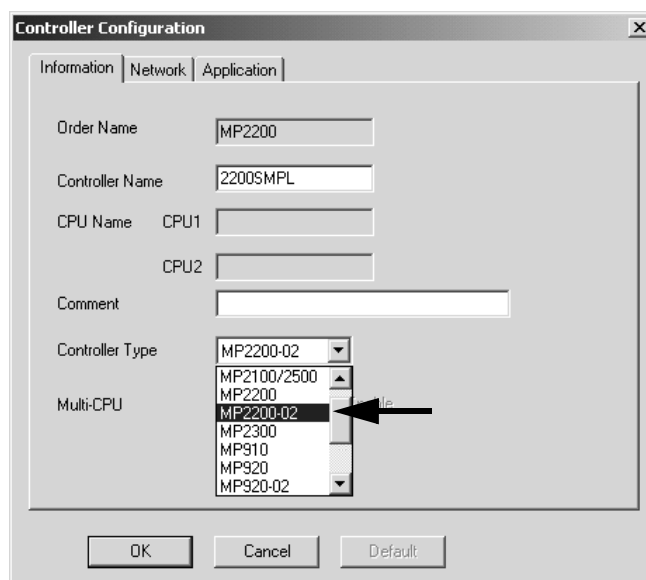 Controller Configuration
Information Network Application
Order Name MP2200
Controller Name 2200SMPL
CPU Name CPU1
CPU2
Comment
Controller Type MP2200-02
MP2100/2500
MP2200
Multi-CPU MP2200-02
MP2300
MP910
MP920
MP920-02
OK Cancel Default